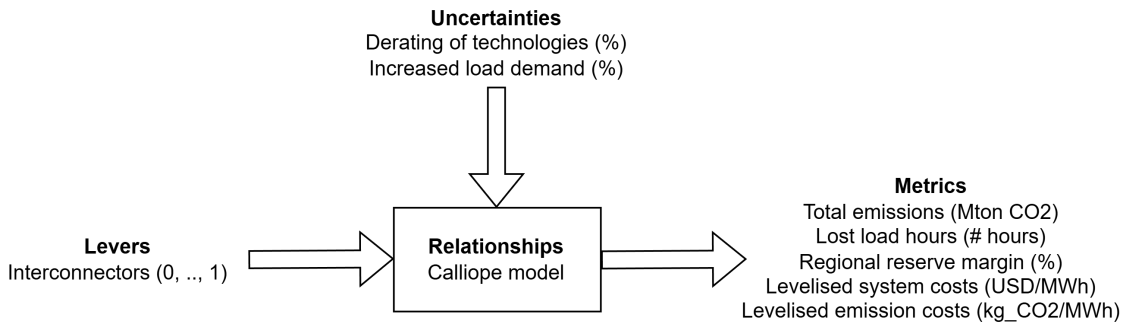 Uncertainties
Derating of technologies (%)
Increased load demand (%)
Levers
Interconnectors (0, .., 1)
Relationships
Calliope model
Metrics
Total emissions (Mton CO2)
Lost load hours (# hours)
Regional reserve margin (%)
Levelised system costs (USD/MWh)
Levelised emission costs (kg_CO2/MWh)